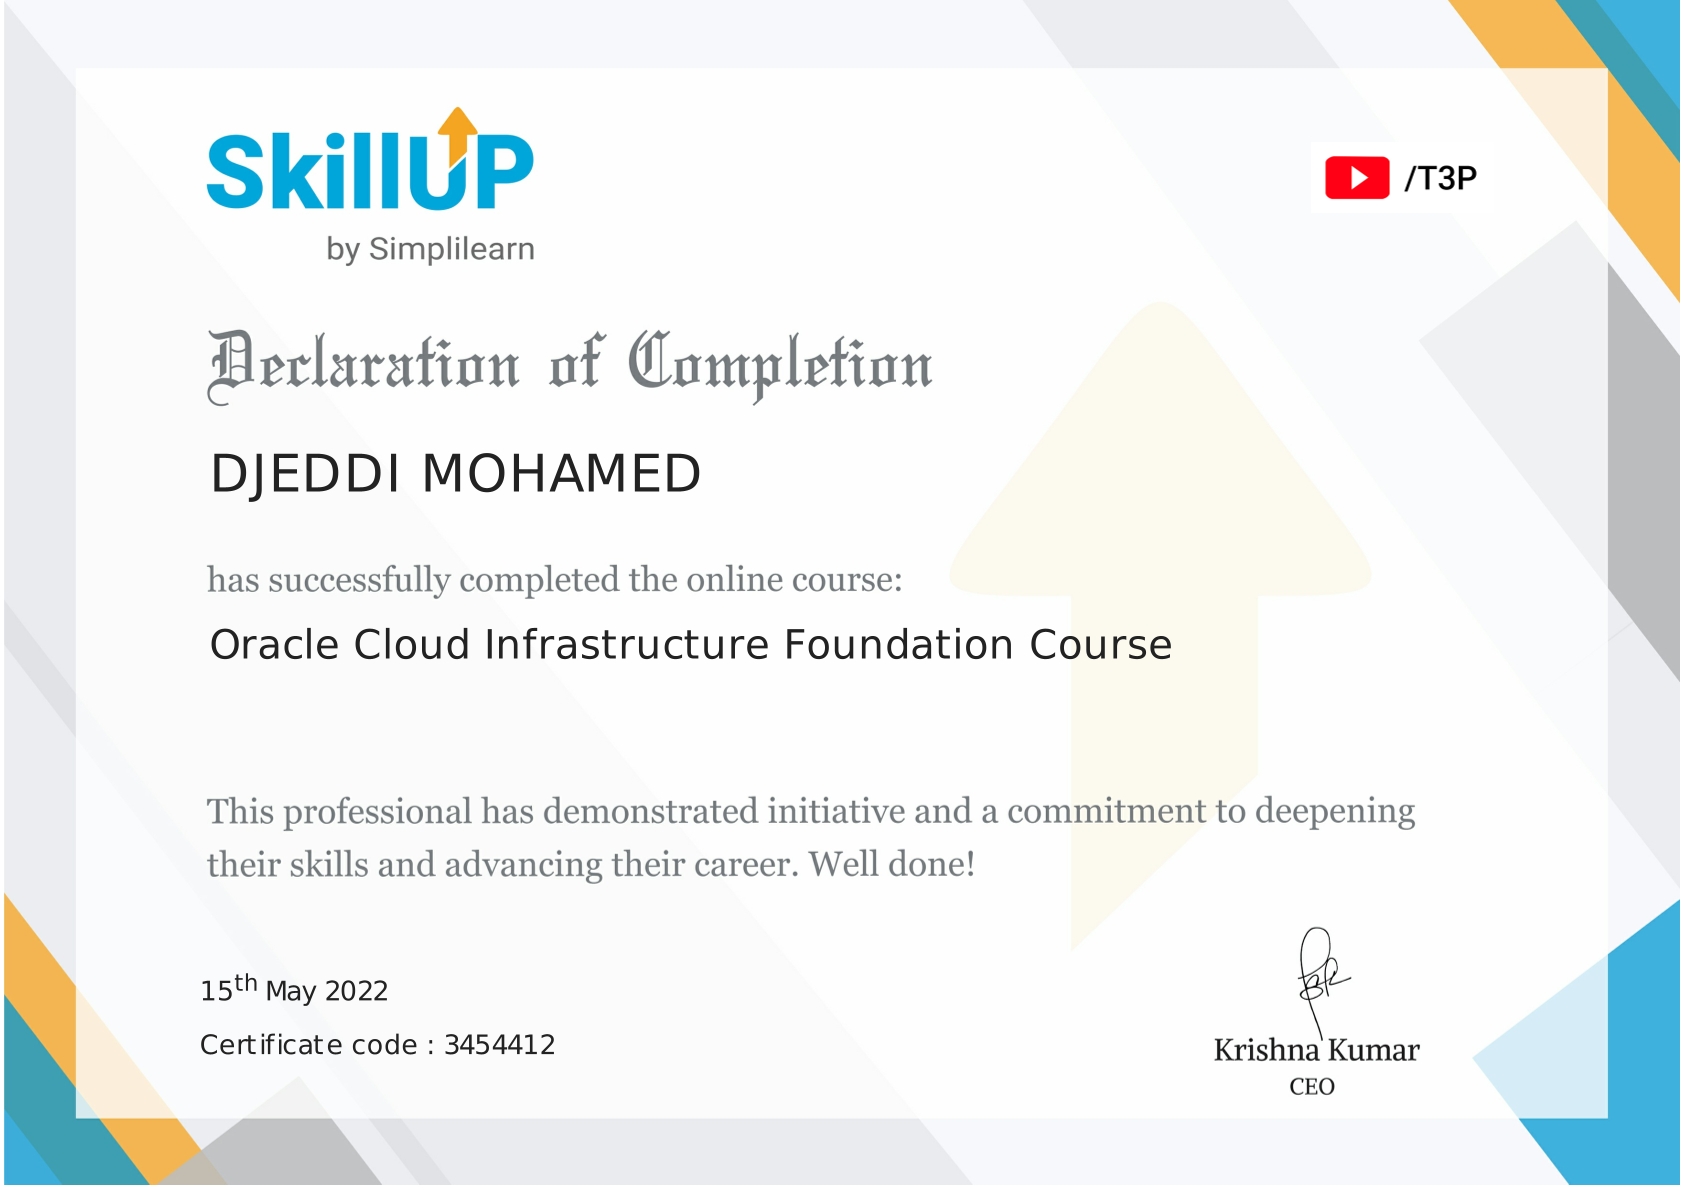 SkillUP
by Simplilearn
/T3P
Declaration of Completion
DJEDDI MOHAMED
has successfully completed the online course:
Oracle Cloud Infrastructure Foundation Course
This professional has demonstrated initiative and a commitment to deepening
their skills and advancing their career. Well done!
15th May 2022
Certificate code : 3454412
Krishna Kumar
CEO